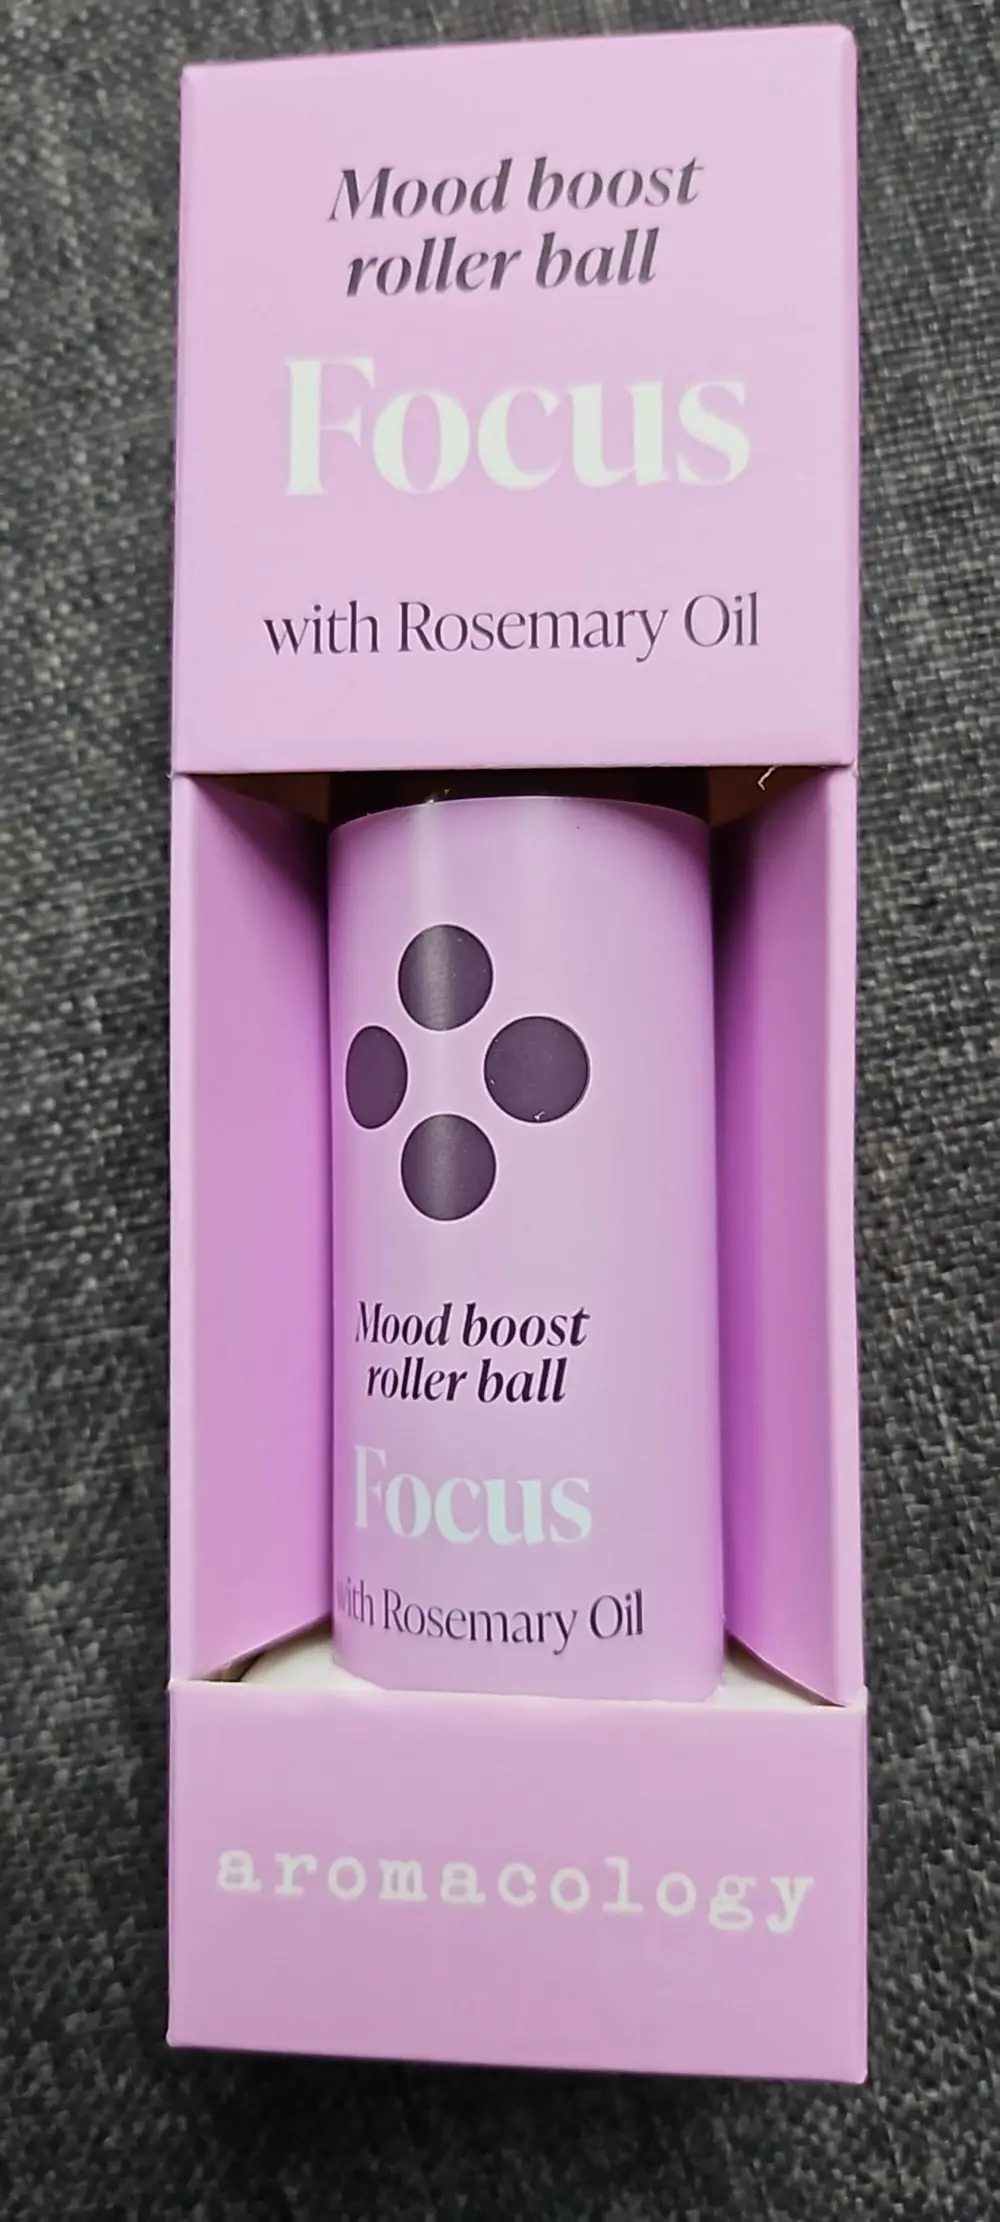 Mood boost
roller ball
Focus
with Rosemary Oil
Mood boost
roller ball
Focus
with Rosemary Oil
aromacology